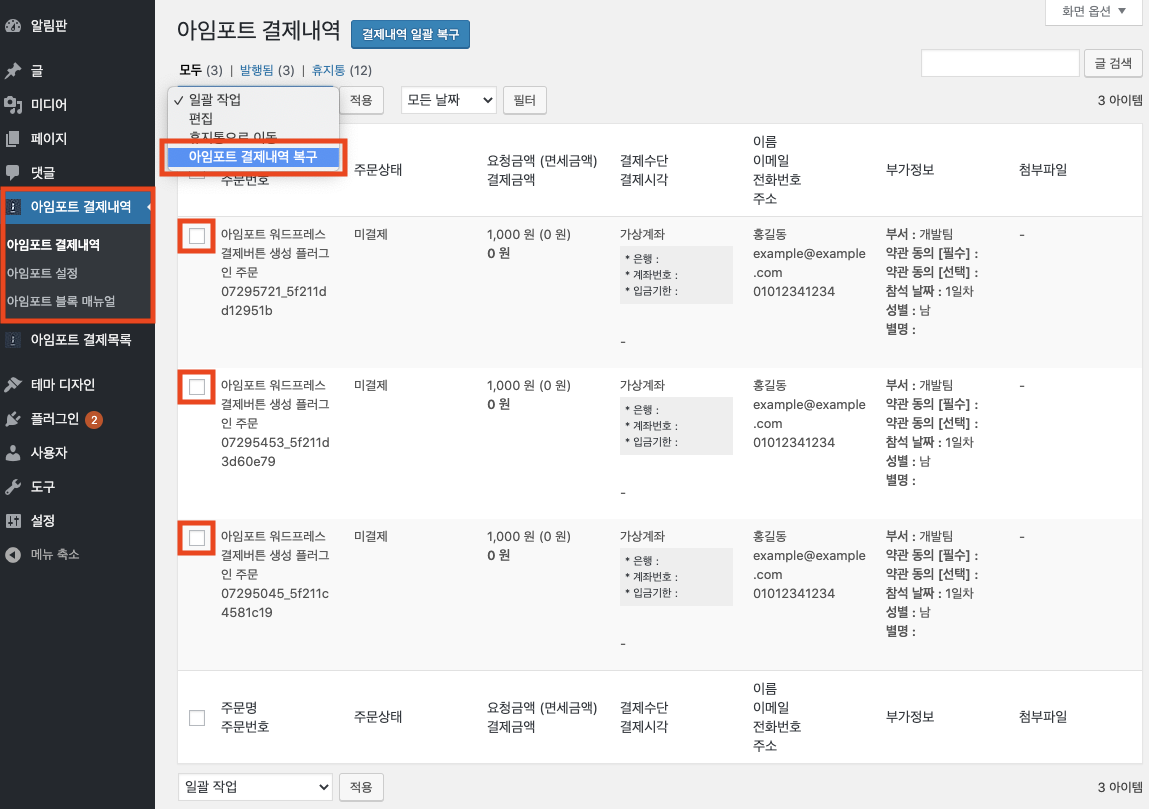 알림판
글
미디어
페이지
댓글
아임포트 결제내역
아임포트 결제내역
아임포트 설정
아임포트 블록 매뉴얼
아임포트 결제목록
테마 디자인
플러그인 2
사용자
도구
설정
메뉴 축소
화면 옵션 ▼
아임포트 결제내역 결제내역 일괄 복구
모두 (3) | 발행됨 (3) | 휴지통 (12)
글 검색
✓ 일괄 작업
편집
휴지통으로 이동
아임포트 결제내역 복구
적용 모든 날짜 필터
3 아이템
주문번호
주문상태
요청금액 (면세금액)
결제금액
결제수단
결제시각
이름
이메일
전화번호
주소
부가정보
첨부파일
아임포트 워드프레스
결제버튼 생성 플러그
인 주문
07295721_5f211d
d12951b
미결제
1,000 원 (0 원)
0 원
가상계좌
* 은행 :
* 계좌번호 :
* 입금기한 :
-
홍길동
example@example
.com
01012341234
부서 : 개발팀
약관 동의 [필수] :
약관 동의 [선택] :
참석 날짜 : 1일차
성별 : 남
별명 :
-
아임포트 워드프레스
결제버튼 생성 플러그
인 주문
07295453_5f211d
3d60e79
미결제
1,000 원 (0 원)
0 원
가상계좌
* 은행 :
* 계좌번호 :
* 입금기한 :
-
홍길동
example@example
.com
01012341234
부서 : 개발팀
약관 동의 [필수] :
약관 동의 [선택] :
참석 날짜 : 1일차
성별 : 남
별명 :
-
아임포트 워드프레스
결제버튼 생성 플러그
인 주문
07295045_5f211c
4581c19
미결제
1,000 원 (0 원)
0 원
가상계좌
* 은행 :
* 계좌번호 :
* 입금기한 :
-
홍길동
example@example
.com
01012341234
부서 : 개발팀
약관 동의 [필수] :
약관 동의 [선택] :
참석 날짜 : 1일차
성별 : 남
별명 :
-
주문명
주문번호
주문상태
요청금액 (면세금액)
결제금액
결제수단
결제시각
이름
이메일
전화번호
주소
부가정보
첨부파일
일괄 작업 적용
3 아이템